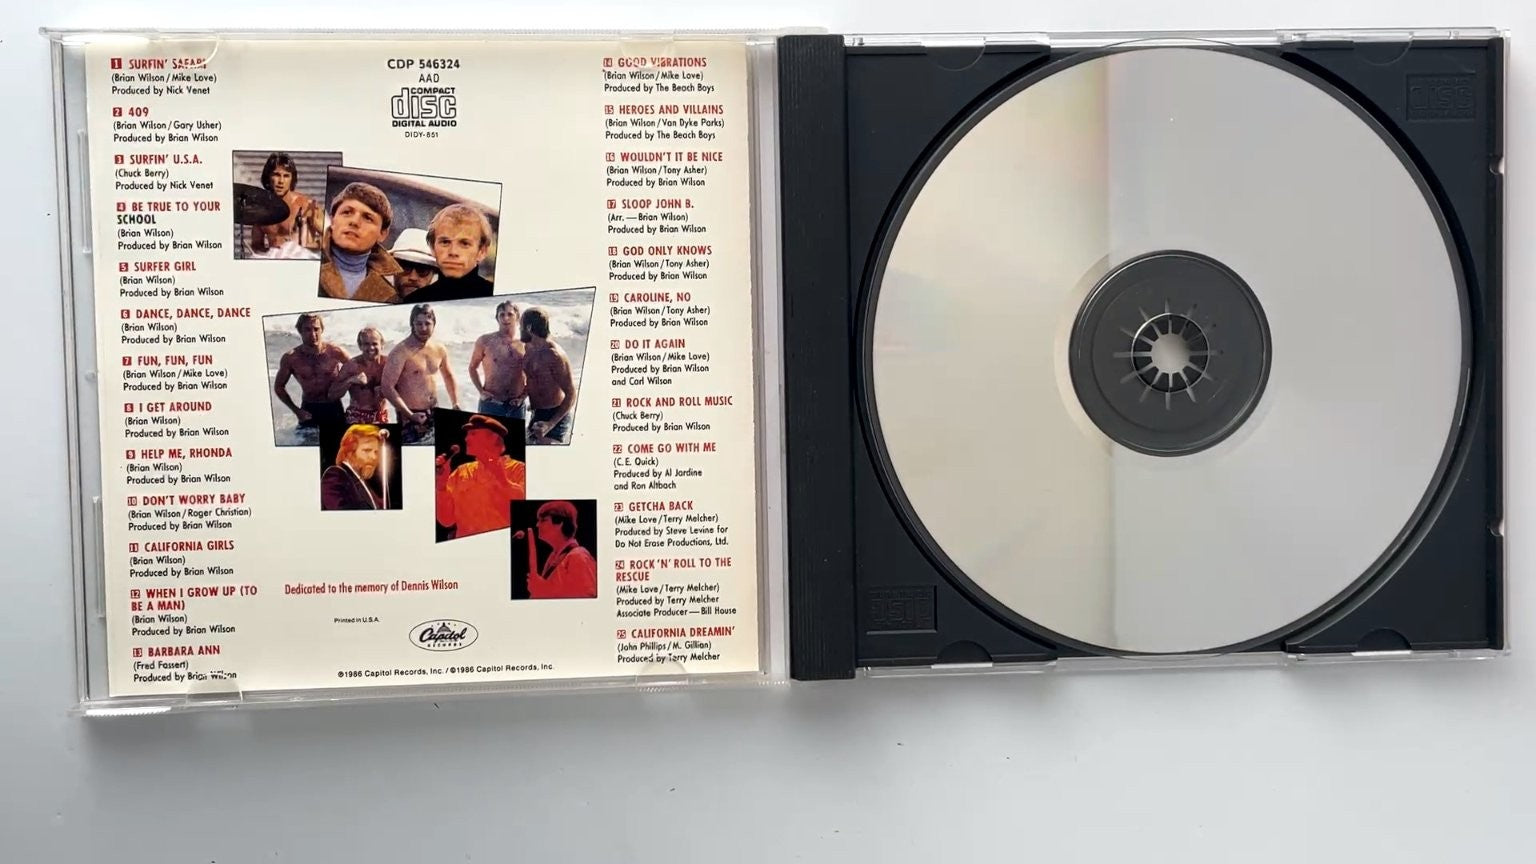 1 SURFIN' SAFARI
(Brian Wilson/Mike Love)
Produced by Nick Venet
2 409
(Brian Wilson/Gary Usher)
Produced by Brian Wilson
3 SURFIN' U.S.A.
(Chuck Berry)
Produced by Nick Venet
4 BE TRUE TO YOUR
SCHOOL
(Brian Wilson)
Produced by Brian Wilson
5 SURFER GIRL
(Brian Wilson)
Produced by Brian Wilson
6 DANCE, DANCE, DANCE
(Brian Wilson)
Produced by Brian Wilson
7 FUN, FUN, FUN
(Brian Wilson/Mike Love)
Produced by Brian Wilson
8 I GET AROUND
(Brian Wilson)
Produced by Brian Wilson
9 HELP ME, RHONDA
(Brian Wilson)
Produced by Brian Wilson
10 DON'T WORRY BABY
(Brian Wilson/Roger Christian)
Produced by Brian Wilson
11 CALIFORNIA GIRLS
(Brian Wilson)
Produced by Brian Wilson
12 WHEN I GROW UP (TO
BE A MAN)
(Brian Wilson)
Produced by Brian Wilson
13 BARBARA ANN
(Fred Fassert)
Produced by Brian Wilson
CDP 546324
AAD
COMPACT
disc
DIGITAL AUDIO
DIDY-851
Dedicated to the memory of Dennis Wilson
Printed in U.S.A.
Capitol
RECORDS
℗1986 Capitol Records, Inc./©1986 Capitol Records, Inc.
14 GOOD VIBRATIONS
(Brian Wilson/Mike Love)
Produced by The Beach Boys
15 HEROES AND VILLAINS
(Brian Wilson/Van Dyke Parks)
Produced by The Beach Boys
16 WOULDN'T IT BE NICE
(Brian Wilson/Tony Asher)
Produced by Brian Wilson
17 SLOOP JOHN B.
(Arr.—Brian Wilson)
Produced by Brian Wilson
18 GOD ONLY KNOWS
(Brian Wilson/Tony Asher)
Produced by Brian Wilson
19 CAROLINE, NO
(Brian Wilson/Tony Asher)
Produced by Brian Wilson
20 DO IT AGAIN
(Brian Wilson/Mike Love)
Produced by Brian Wilson
and Carl Wilson
21 ROCK AND ROLL MUSIC
(Chuck Berry)
Produced by Brian Wilson
22 COME GO WITH ME
(C.E. Quick)
Produced by Al Jardine
and Ron Altbach
23 GETCHA BACK
(Mike Love/Terry Melcher)
Produced by Steve Levine for
Do Not Erase Productions, Ltd.
24 ROCK 'N' ROLL TO THE
RESCUE
(Mike Love/Terry Melcher)
Produced by Terry Melcher
Associate Producer—Bill House
25 CALIFORNIA DREAMIN'
(John Phillips/M. Gillian)
Produced by Terry Melcher
disc
disc